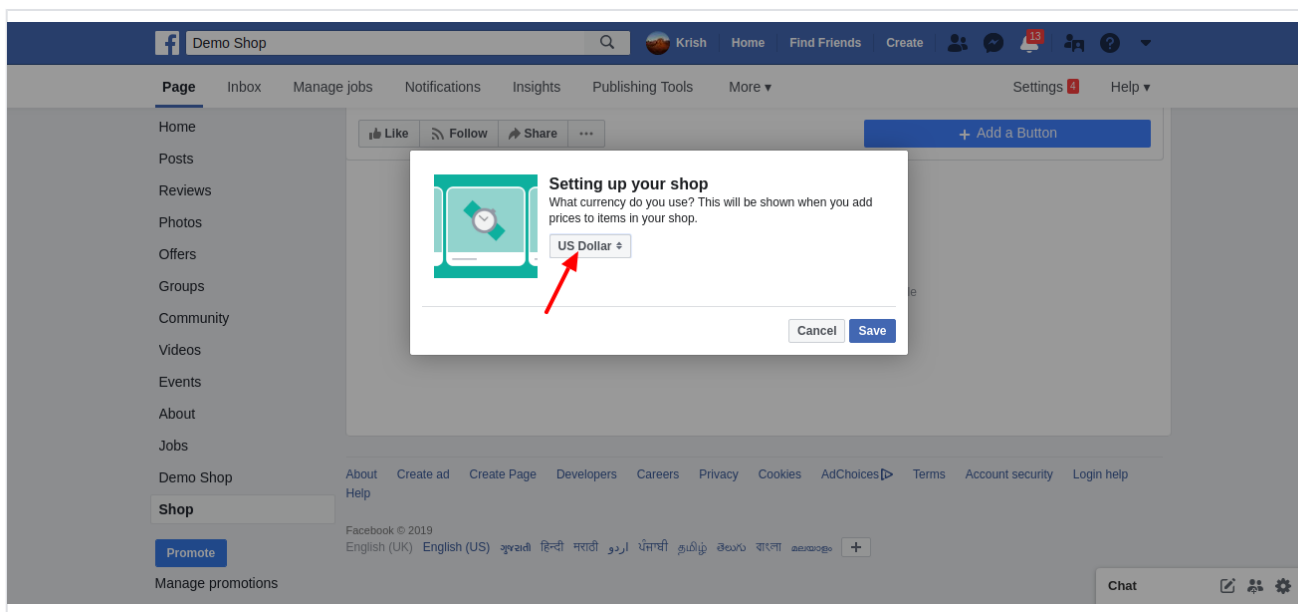 Demo Shop Krish Home Find Friends Create 13
Page Inbox Manage jobs Notifications Insights Publishing Tools More ▾ Settings 4 Help ▾
Home
Posts
Reviews
Photos
Offers
Groups
Community
Videos
Events
About
Jobs
Demo Shop
Shop
Promote
Manage promotions
Like Follow Share ...
+ Add a Button
Setting up your shop
What currency do you use? This will be shown when you add
prices to items in your shop.
US Dollar
Cancel Save
About Create ad Create Page Developers Careers Privacy Cookies AdChoices Terms Account security Login help
Help
Facebook © 2019
English (UK) English (US) ગુજરાતી हिन्दी मराठी اردو ਪੰਜਾਬੀ தமிழ் తెలుగు বাংলা മലയാളം +
Chat